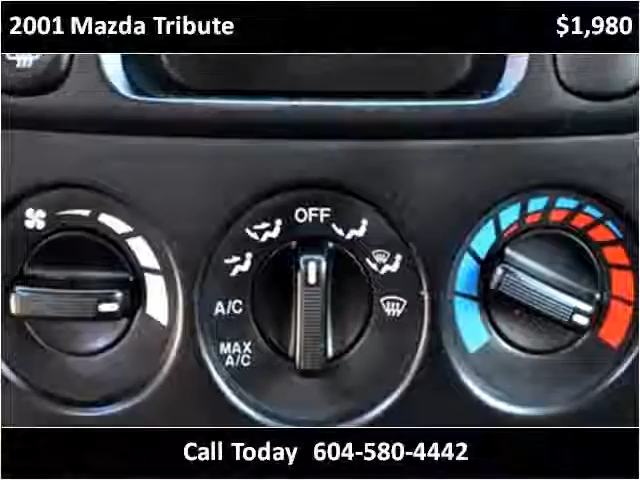 2001 Mazda Tribute $1,980
OFF
A/C
MAX
A/C
Call Today 604-580-4442